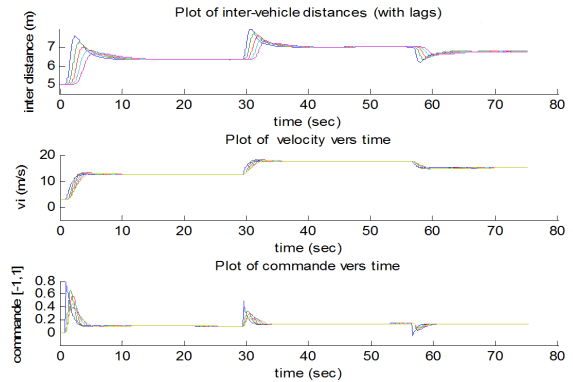 Plot of inter-vehicle distances (with lags)
inter distance (m)
7
6
5
0 10 20 30 40 50 60 70 80
time (sec)
Plot of velocity vers time
vi (m/s)
20
10
0
0 10 20 30 40 50 60 70 80
time (sec)
Plot of commande vers time
commande [-1,1]
0.8
0.6
0.4
0.2
0
0 10 20 30 40 50 60 70 80
time (sec)